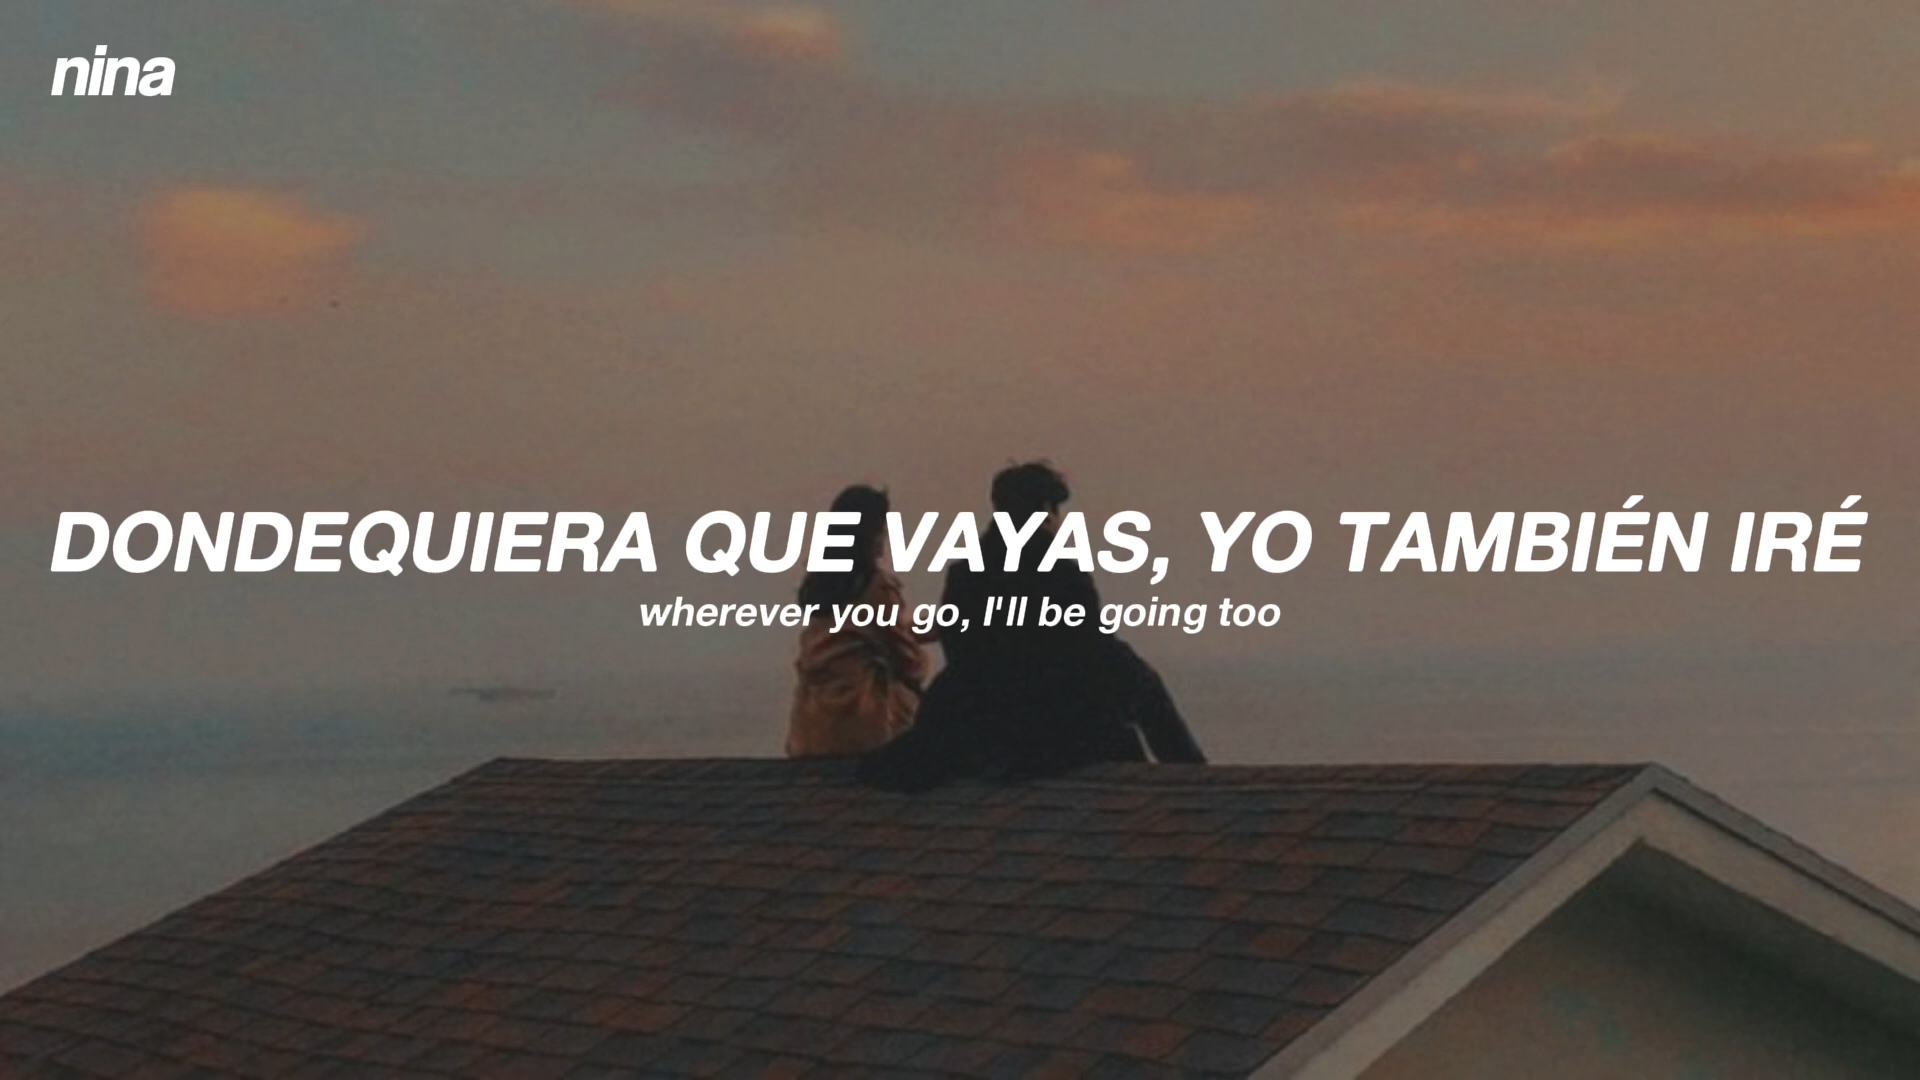 nina
DONDEQUIERA QUE VAYAS, YO TAMBIÉN IRÉ
wherever you go, I'll be going too